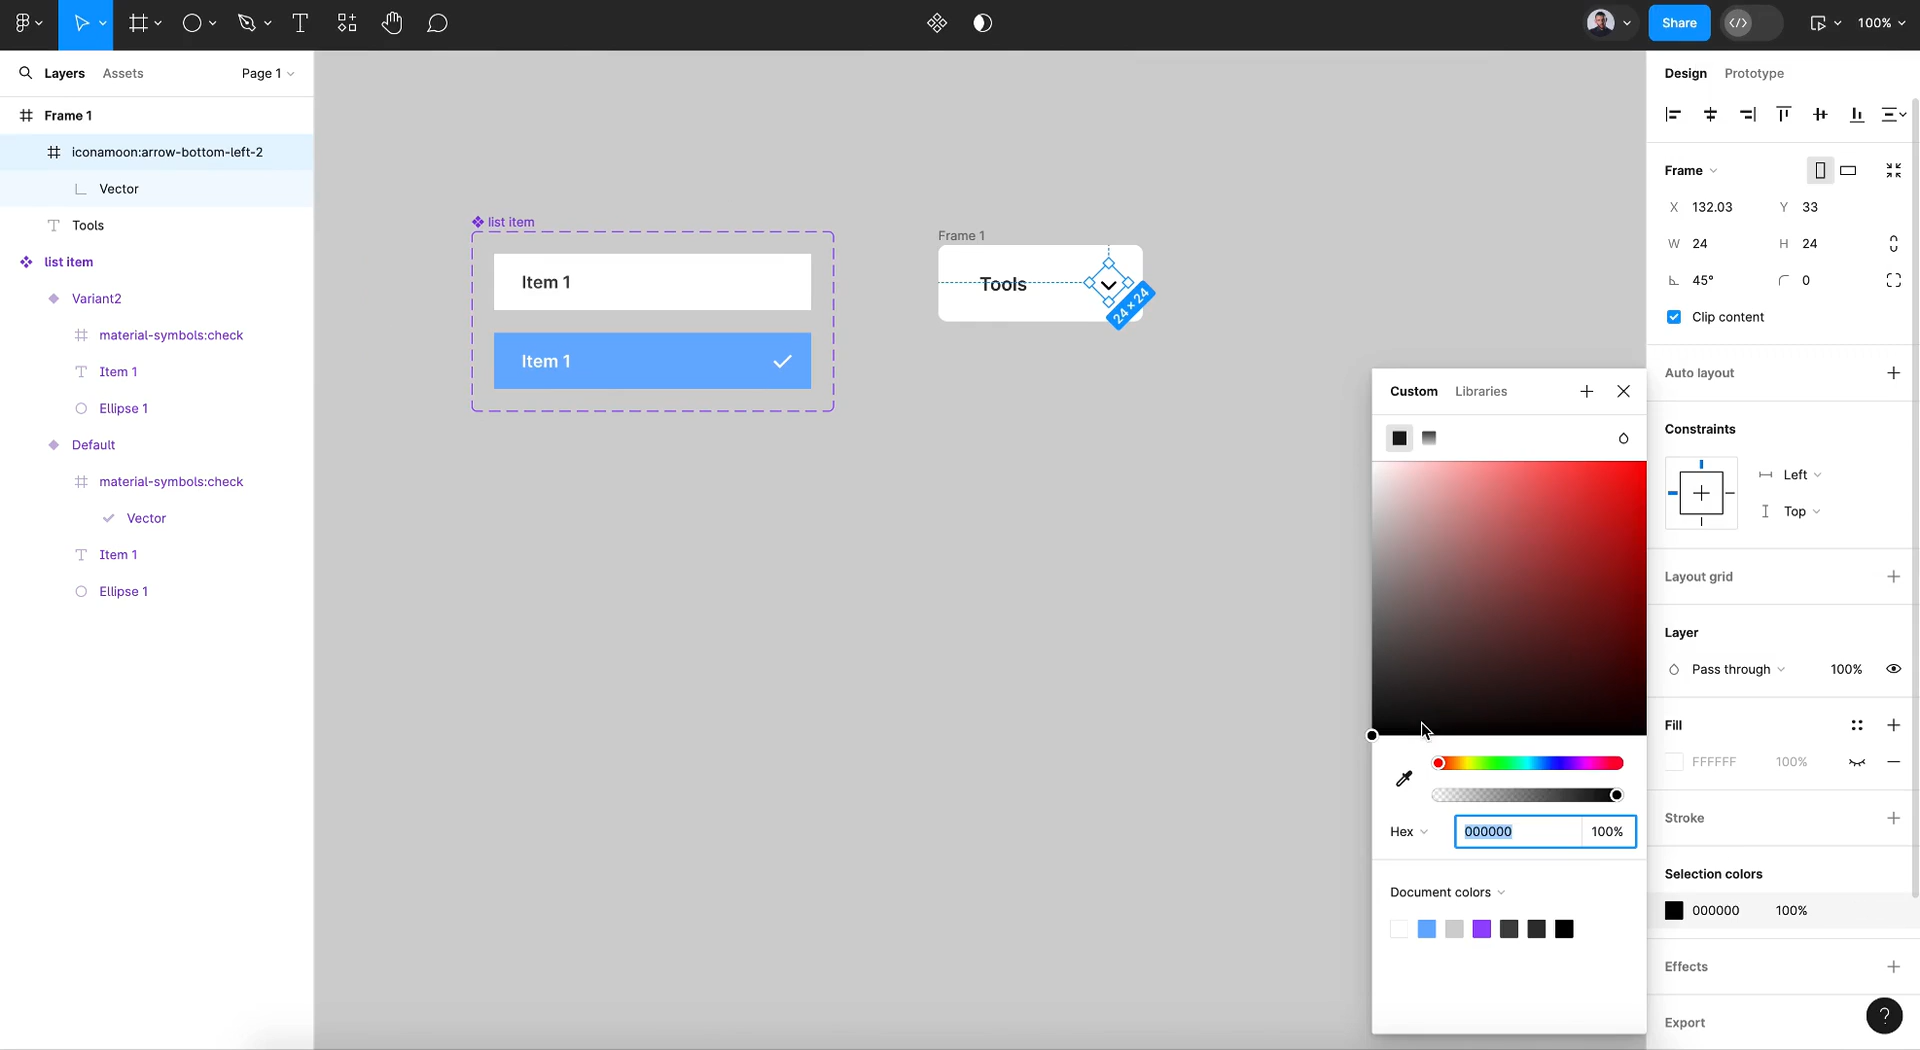 Share
100%
Layers
Assets
Page 1
Frame 1
iconamoon:arrow-bottom-left-2
Vector
Tools
list item
Variant2
material-symbols:check
Item 1
Ellipse 1
Default
material-symbols:check
Vector
Item 1
Ellipse 1
list item
Item 1
Item 1
Frame 1
Tools
24 × 24
Custom
Libraries
Hex
000000
100%
Document colors
Design
Prototype
Frame
X 132.03 Y 33
W 24 H 24
45° 0
Clip content
Auto layout
Constraints
Left
Top
Layout grid
Layer
Pass through 100%
Fill
FFFFFF 100%
Stroke
Selection colors
000000 100%
Effects
Export
?